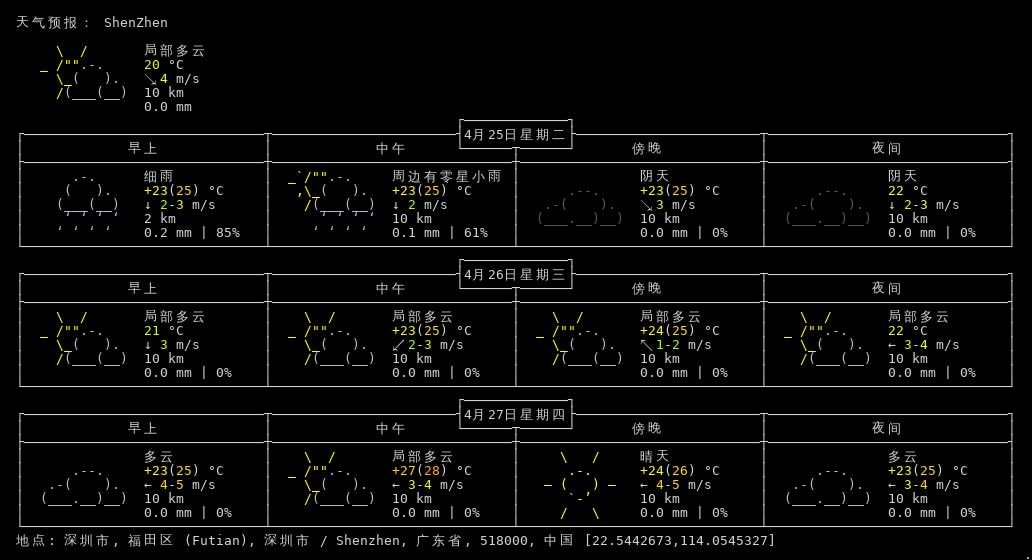 天气预报： ShenZhen
局部多云
20 °C
↘ 4 m/s
10 km
0.0 mm
4月25日星期二
早上 中午 傍晚 夜间
细雨 周边有零星小雨 阴天 阴天
+23(25) °C +23(25) °C +23(25) °C 22 °C
↓ 2-3 m/s ↓ 2 m/s ↘ 3 m/s ↓ 2-3 m/s
2 km 10 km 10 km 10 km
0.2 mm | 85% 0.1 mm | 61% 0.0 mm | 0% 0.0 mm | 0%
4月26日星期三
早上 中午 傍晚 夜间
局部多云 局部多云 局部多云 局部多云
21 °C +23(25) °C +24(25) °C 22 °C
↓ 3 m/s ↙ 2-3 m/s ↖ 1-2 m/s ← 3-4 m/s
10 km 10 km 10 km 10 km
0.0 mm | 0% 0.0 mm | 0% 0.0 mm | 0% 0.0 mm | 0%
4月27日星期四
早上 中午 傍晚 夜间
多云 局部多云 晴天 多云
+23(25) °C +27(28) °C +24(26) °C +23(25) °C
← 4-5 m/s ← 3-4 m/s ← 4-5 m/s ← 3-4 m/s
10 km 10 km 10 km 10 km
0.0 mm | 0% 0.0 mm | 0% 0.0 mm | 0% 0.0 mm | 0%
地点: 深圳市, 福田区 (Futian), 深圳市 / Shenzhen, 广东省, 518000, 中国 [22.5442673,114.0545327]